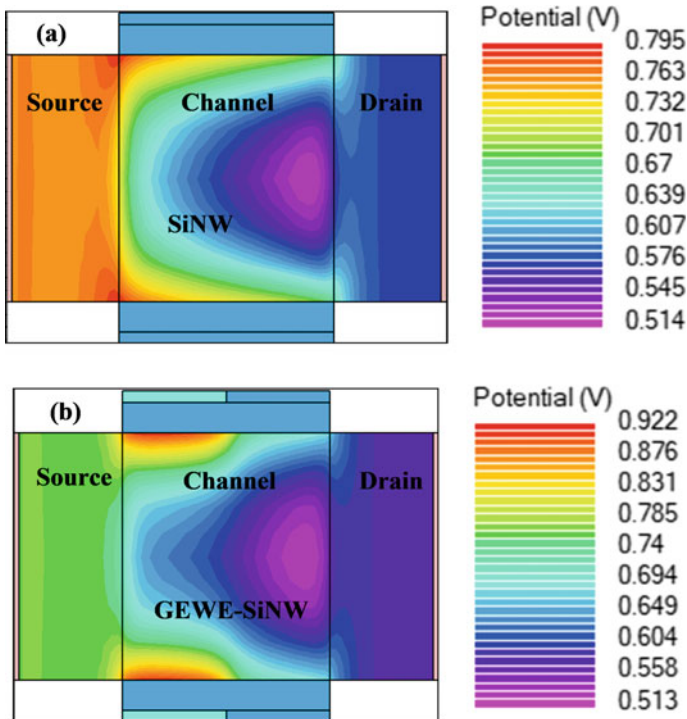 (a)
Source
Channel
Drain
SiNW
Potential (V)
0.795
0.763
0.732
0.701
0.67
0.639
0.607
0.576
0.545
0.514
(b)
Source
Channel
Drain
GEWE-SiNW
Potential (V)
0.922
0.876
0.831
0.785
0.74
0.694
0.649
0.604
0.558
0.513